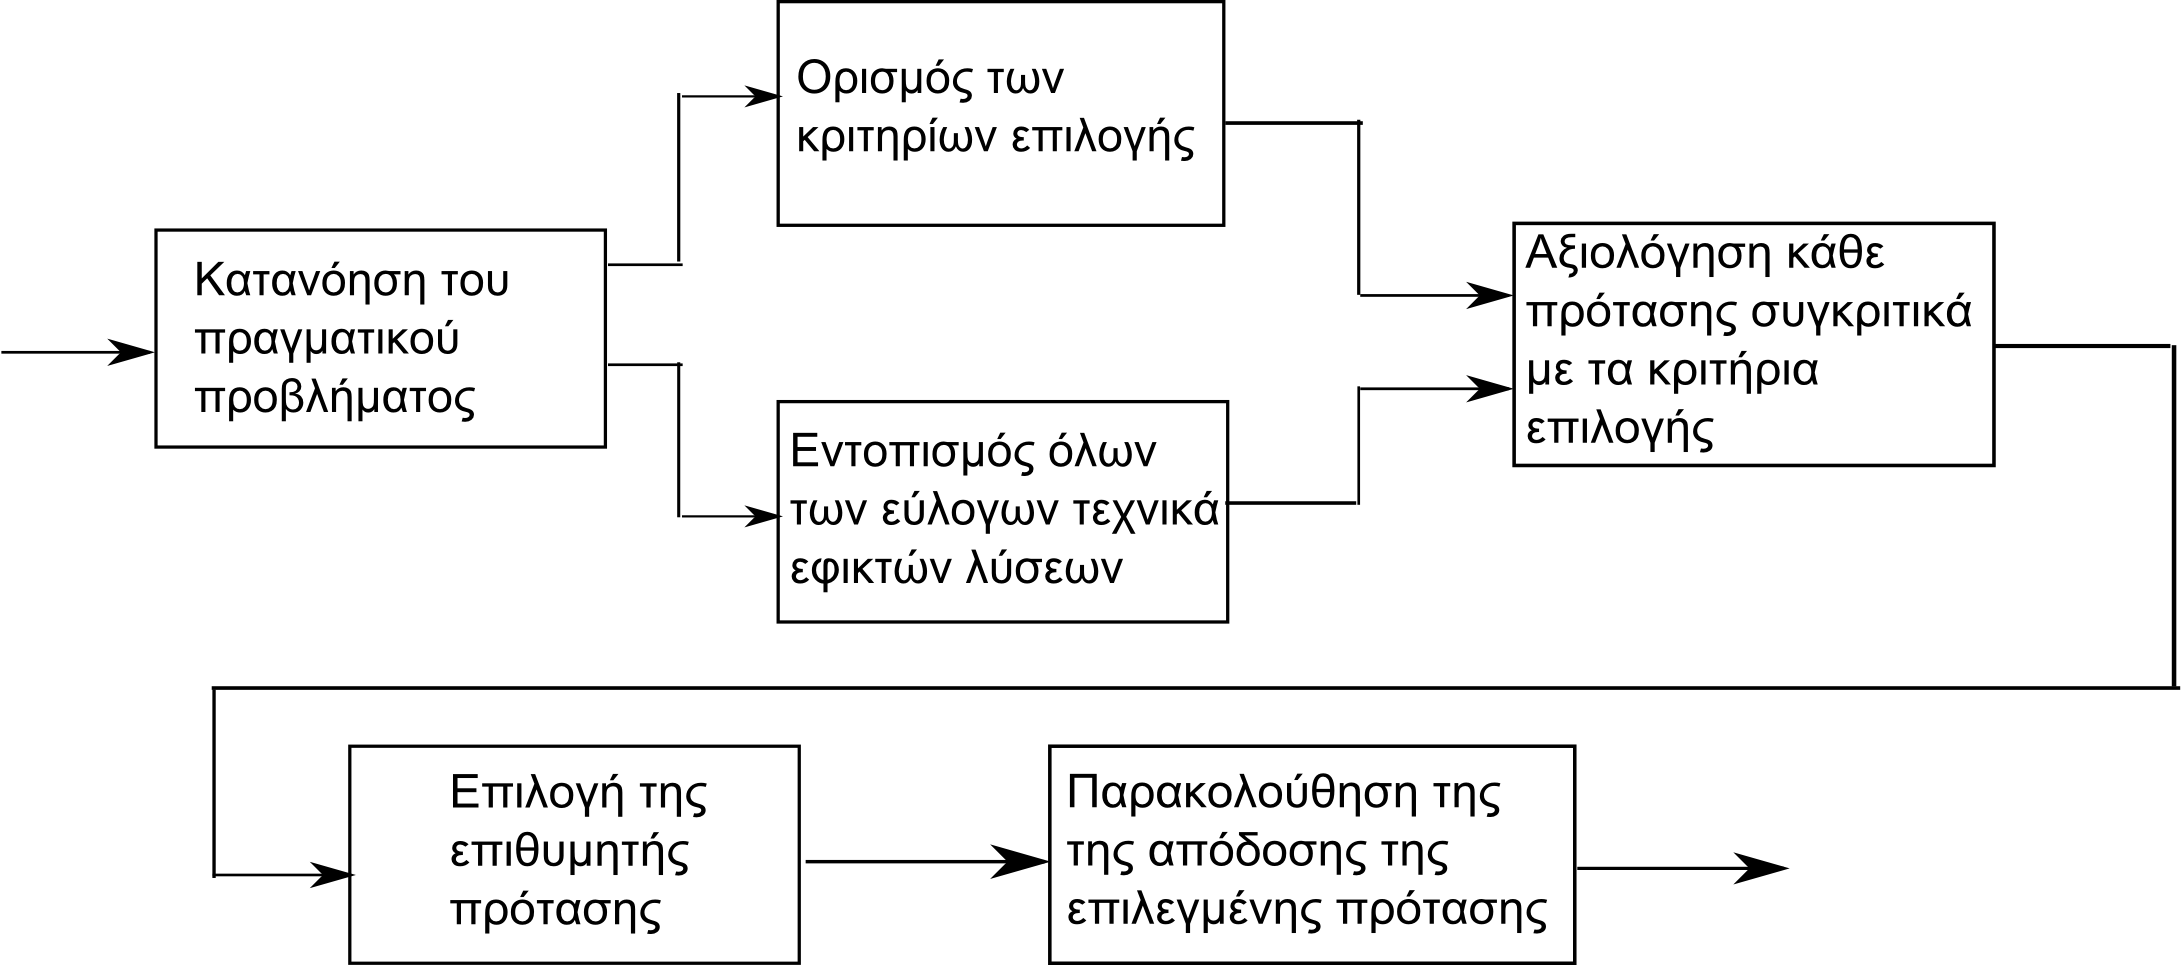 Κατανόηση του
πραγματικού
προβλήματος
Ορισμός των
κριτηρίων επιλογής
Εντοπισμός όλων
των εύλογων τεχνικά
εφικτών λύσεων
Αξιολόγηση κάθε
πρότασης συγκριτικά
με τα κριτήρια
επιλογής
Επιλογή της
επιθυμητής
πρότασης
Παρακολούθηση της
της απόδοσης της
επιλεγμένης πρότασης